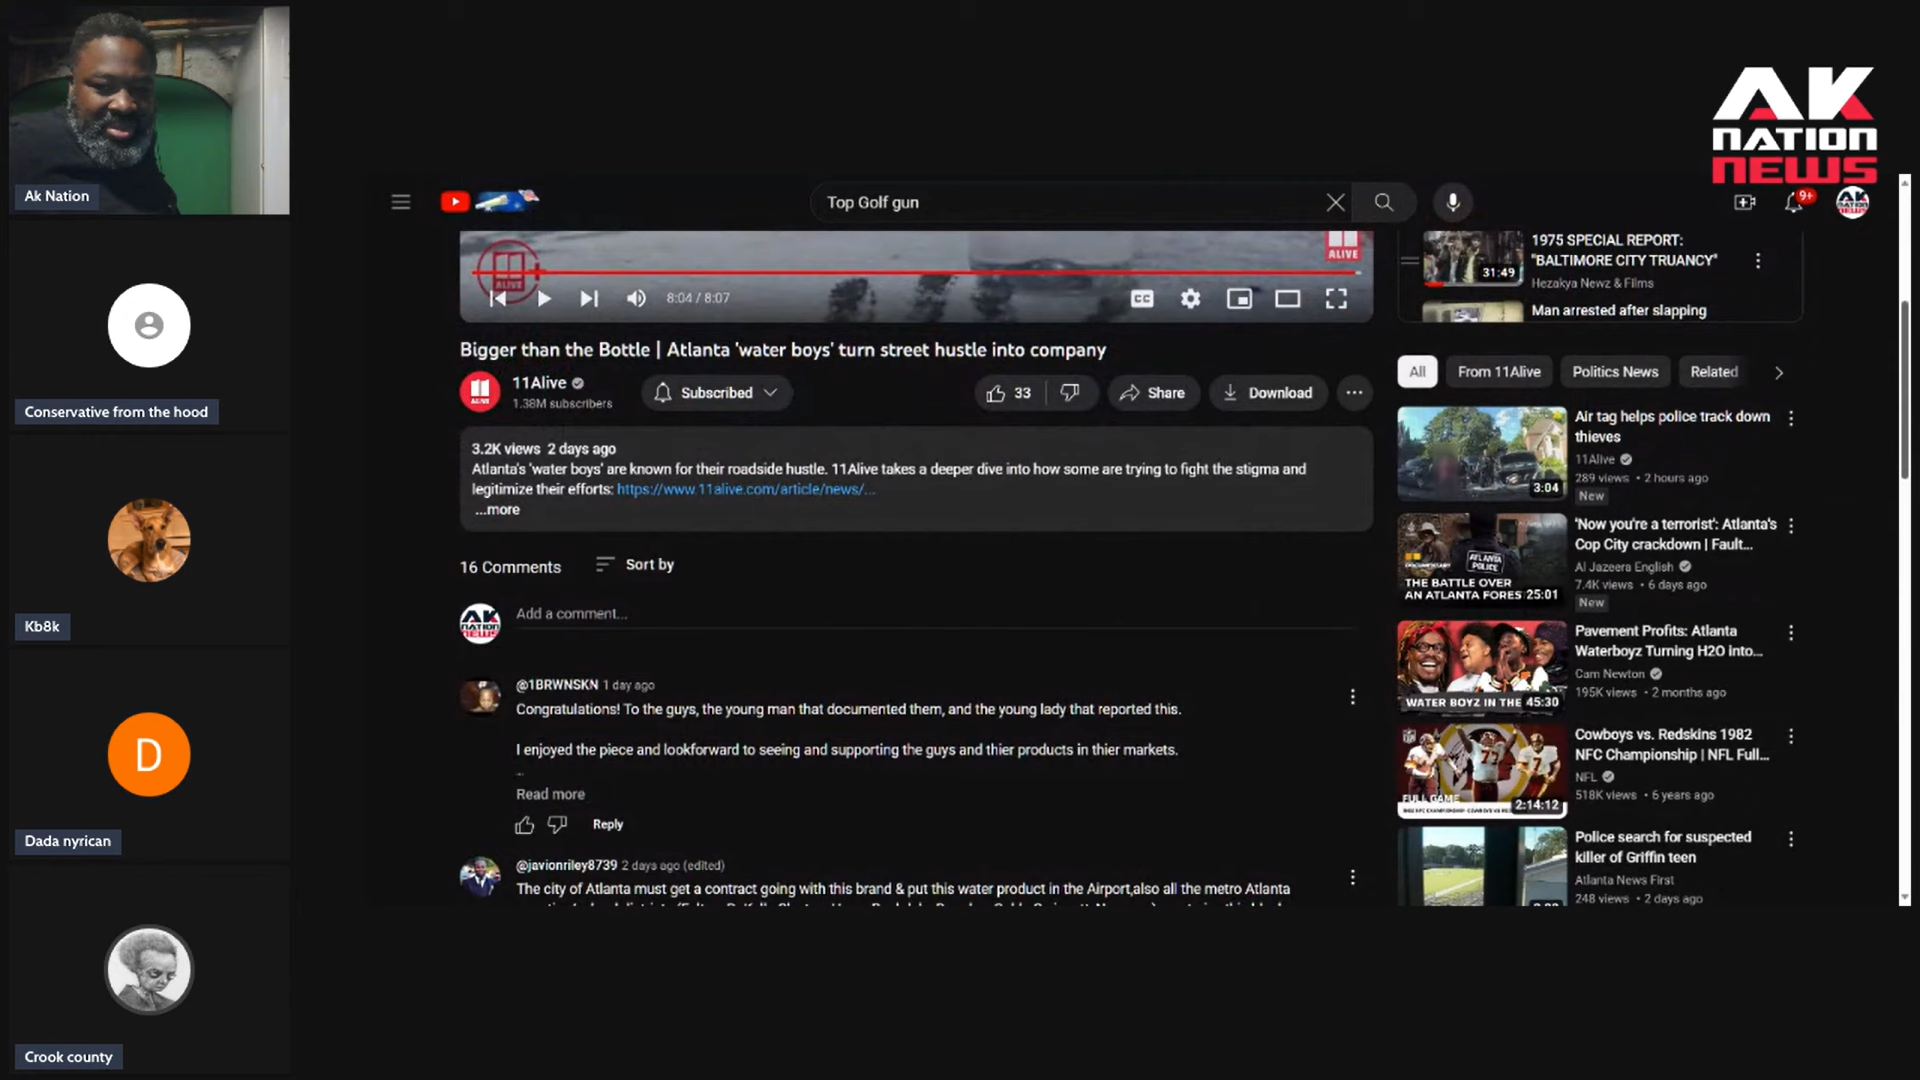 Ak Nation
Conservative from the hood
Kb8k
D
Dada nyrican
Crook county
AK
NATION
NEWS
Top Golf gun
9+
ALIVE
ALIVE
8:04 / 8:07
CC
Bigger than the Bottle | Atlanta 'water boys' turn street hustle into company
11Alive
1.38M subscribers
Subscribed
33
Share
Download
3.2K views 2 days ago
Atlanta's 'water boys' are known for their roadside hustle. 11Alive takes a deeper dive into how some are trying to fight the stigma and
legitimize their efforts: https://www.11alive.com/article/news/...
...more
16 Comments
Sort by
AK
NATION
NEWS
Add a comment...
@1BRWNSKN 1 day ago
Congratulations! To the guys, the young man that documented them, and the young lady that reported this.
I enjoyed the piece and lookforward to seeing and supporting the guys and thier products in thier markets.
...
Read more
Reply
@javionriley8739 2 days ago (edited)
The city of Atlanta must get a contract going with this brand & put this water product in the Airport,also all the metro Atlanta
31:49
1975 SPECIAL REPORT:
"BALTIMORE CITY TRUANCY"
Hezakya Newz & Films
Man arrested after slapping
All
From 11Alive
Politics News
Related
3:04
Air tag helps police track down
thieves
11Alive
289 views • 2 hours ago
New
ATLANTA
POLICE
DOCUMENTARY
THE BATTLE OVER
AN ATLANTA FORES
25:01
'Now you're a terrorist': Atlanta's
Cop City crackdown | Fault...
Al Jazeera English
7.4K views • 6 days ago
New
WATER BOYZ IN THE
45:30
Pavement Profits: Atlanta
Waterboyz Turning H2O into...
Cam Newton
195K views • 2 months ago
FULL GAME
2:14:12
Cowboys vs. Redskins 1982
NFC Championship | NFL Full...
NFL
518K views • 6 years ago
Police search for suspected
killer of Griffin teen
Atlanta News First
248 views • 2 days ago